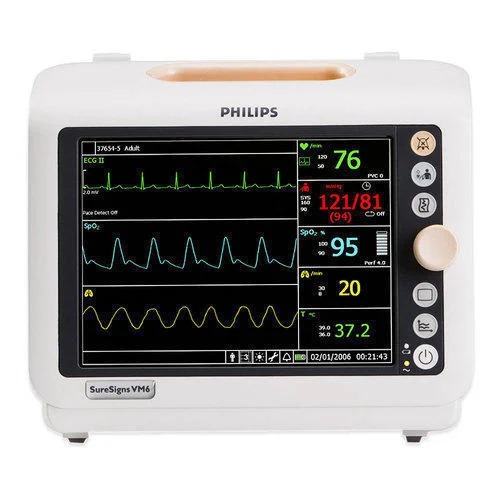 PHILIPS
37654-5 Adult
ECG II
2.0 mV
Pace Detect Off
SpO₂
/min
120
50
76
PVC 0
mmHg
SYS
160
90
121/81
(94)
Off
SpO₂ %
100
90
95
Perf 4.0
/min
30
8
20
T °C
39.0
36.0
37.2
02/01/2006 00:21:43
SureSigns VM6